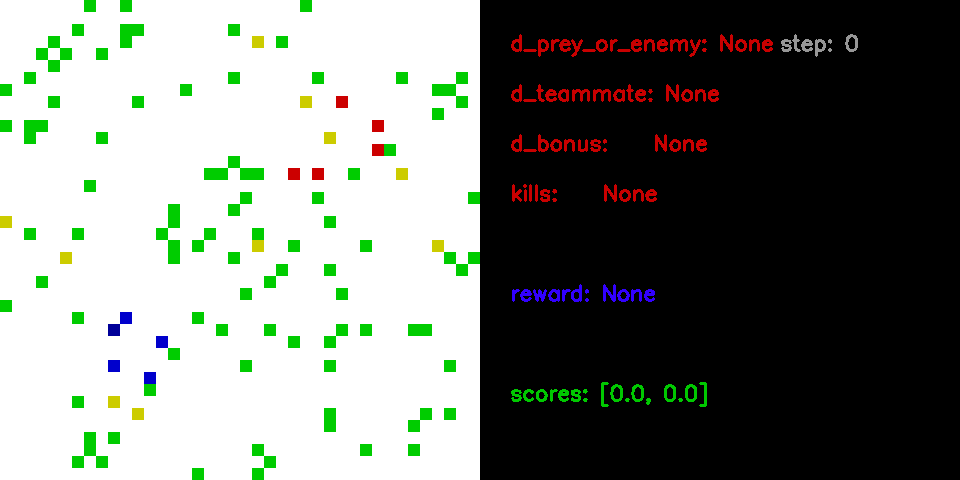 d_prey_or_enemy: None step: 0
d_teammate: None
d_bonus: None
kills: None
reward: None
scores: [0.0, 0.0]